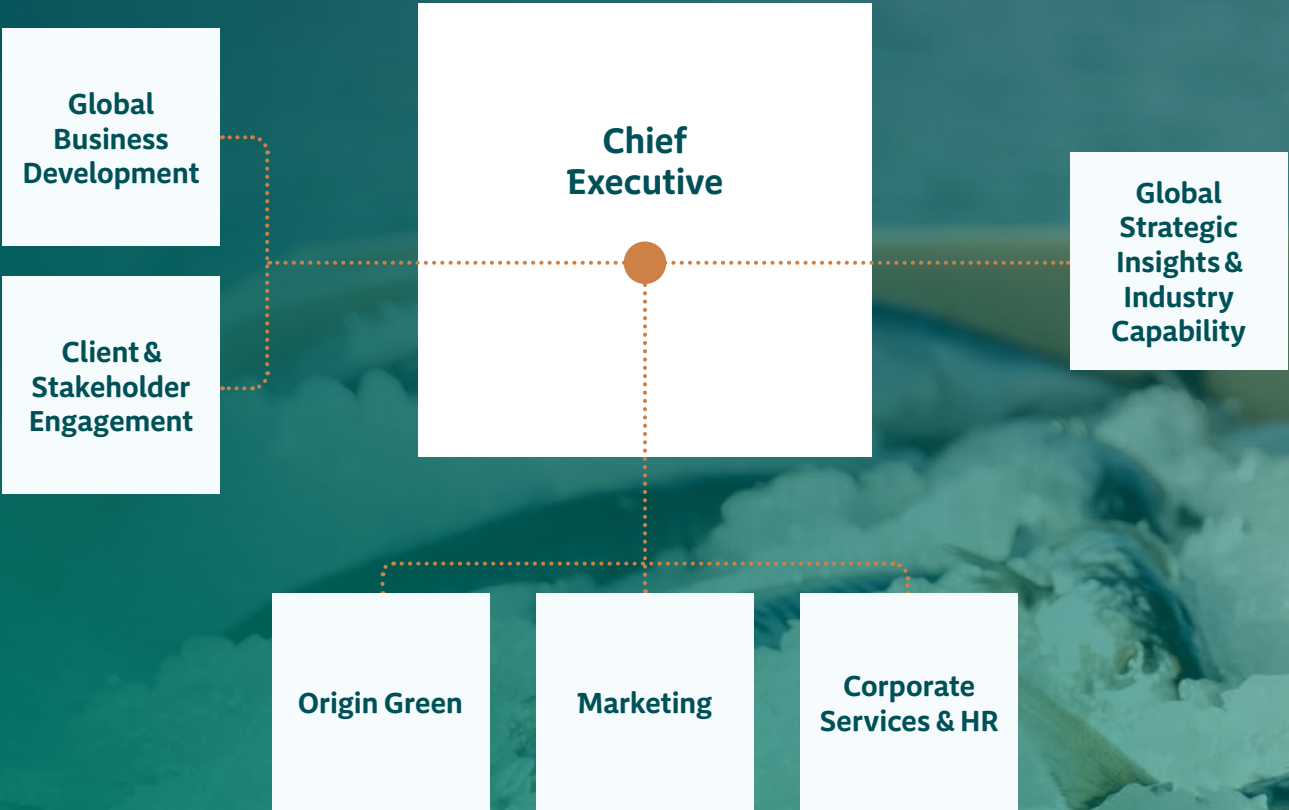 Global
Business
Development
Chief
Executive
Global
Strategic
Insights &
Industry
Capability
Client &
Stakeholder
Engagement
Origin Green
Marketing
Corporate
Services & HR